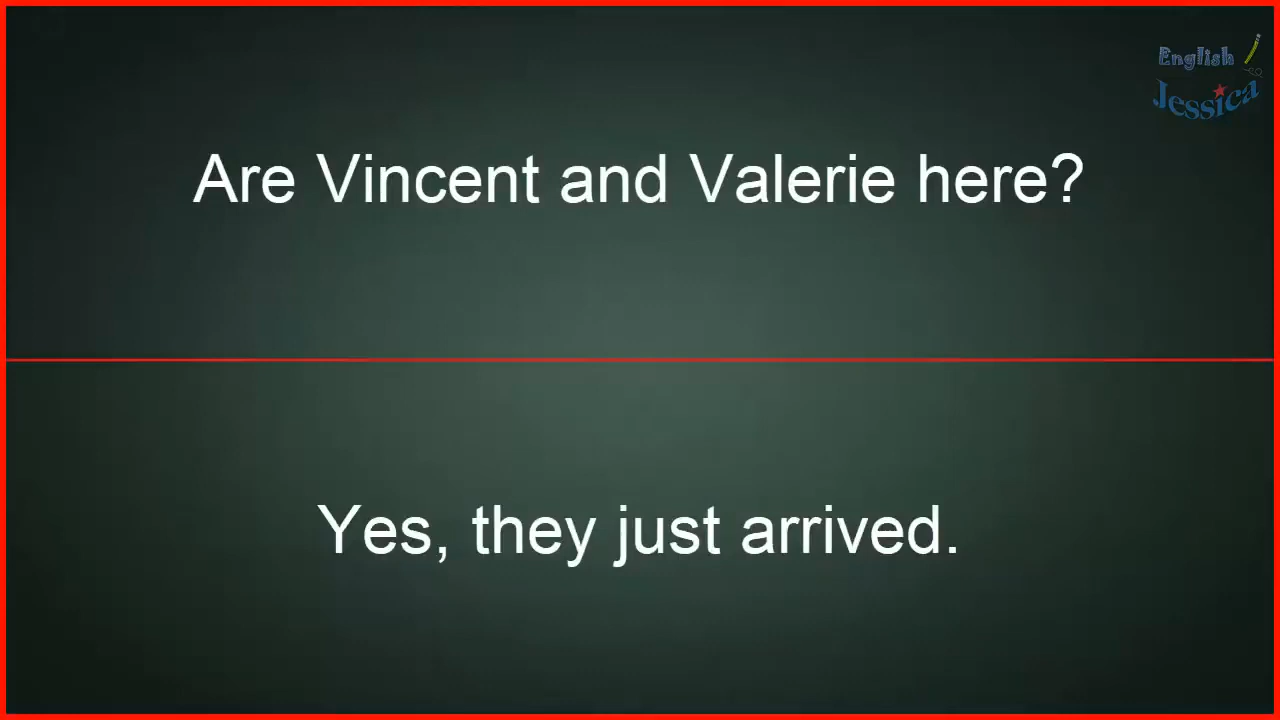 English
Jessica
Are Vincent and Valerie here?
Yes, they just arrived.